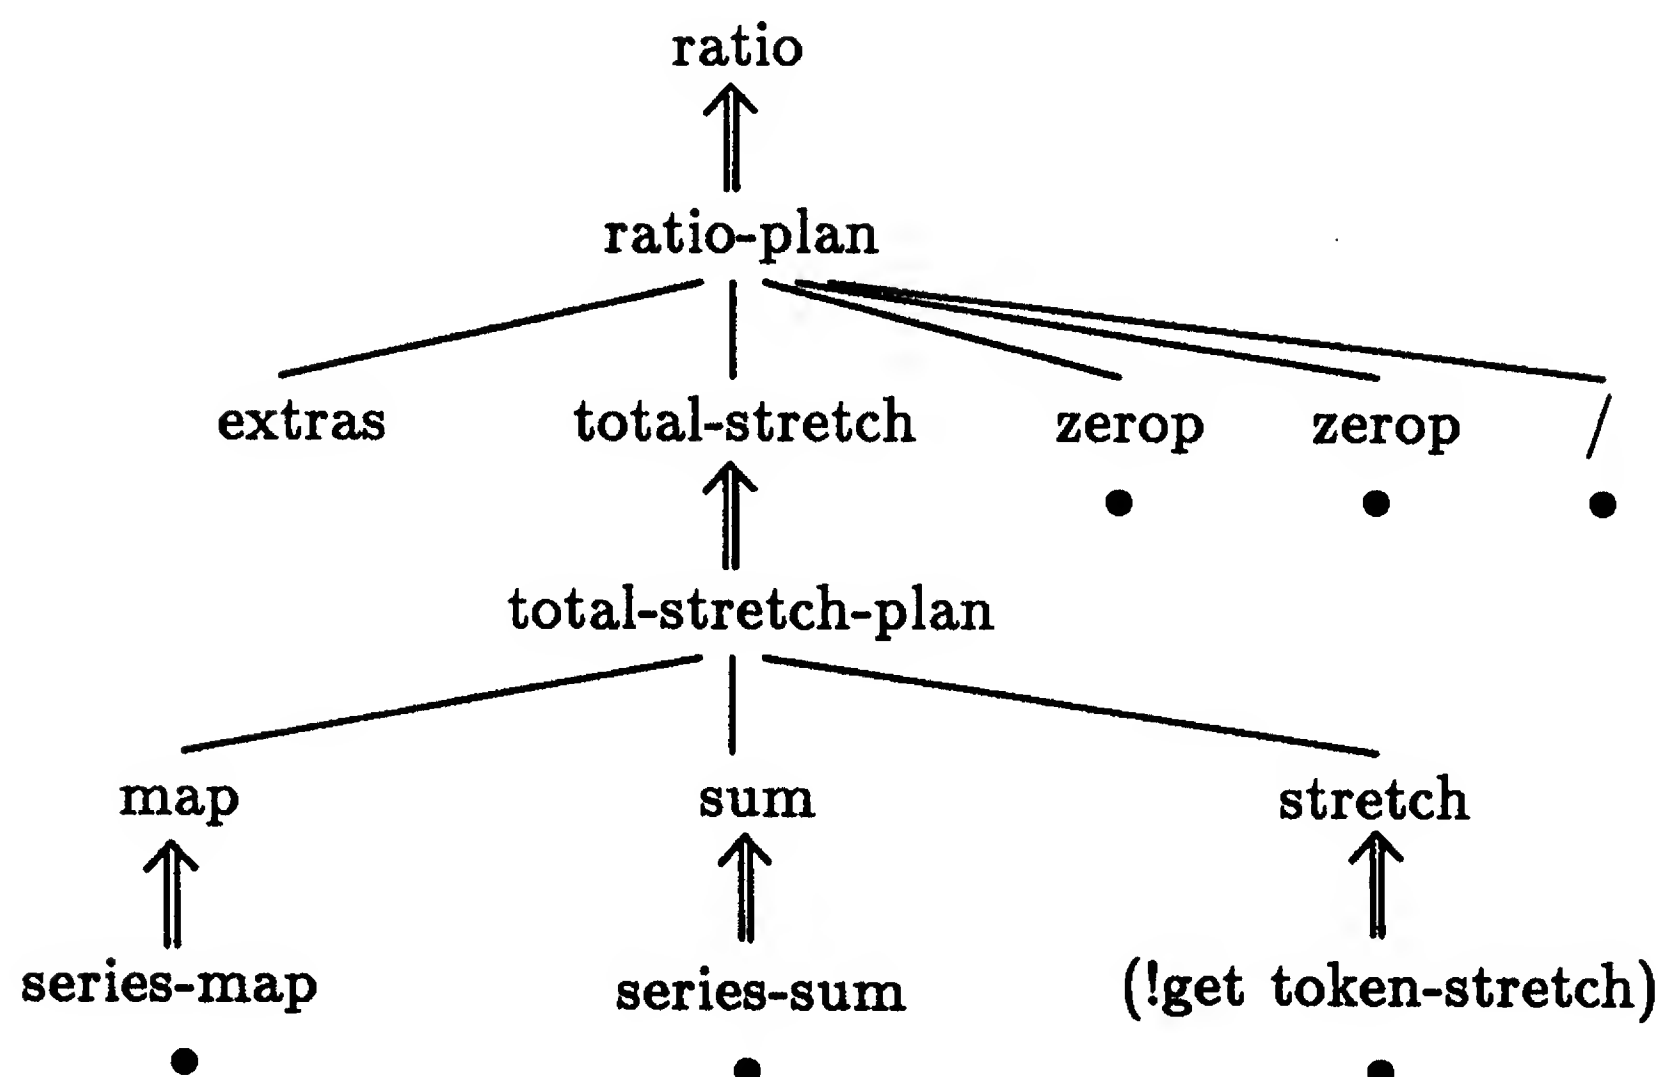 ratio
ratio-plan
extras total-stretch zerop zerop /
total-stretch-plan
map sum stretch
series-map series-sum (!get token-stretch)